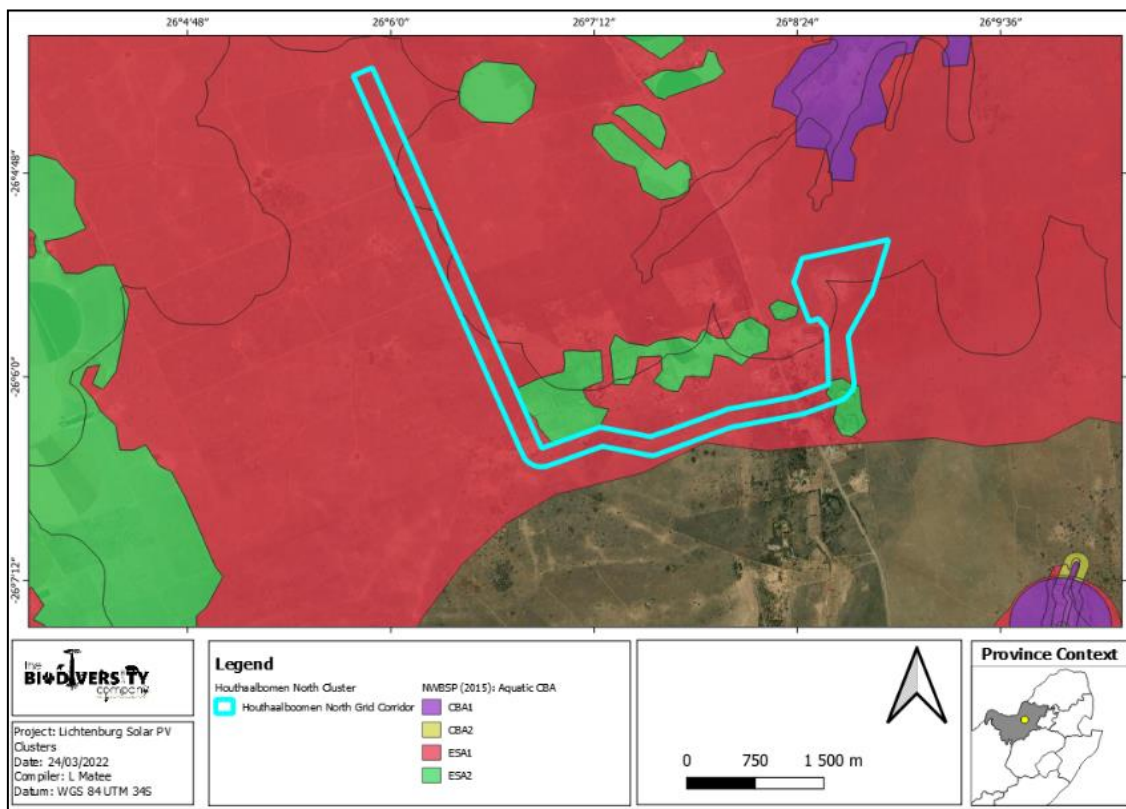 26°4'48" 26°6'0" 26°7'12" 26°8'24" 26°9'36"
-26°4'48"
-26°6'0"
-26°7'12"
the
BIODIVERSITY
company
Project: Lichtenburg Solar PV
Clusters
Date: 24/03/2022
Compiler: L Matee
Datum: WGS 84 UTM 34S
Legend
Houthaalbomen North Cluster
Houthaalboomen North Grid Corridor
NWBSP (2015): Aquatic CBA
CBA1
CBA2
ESA1
ESA2
0 750 1 500 m
Province Context